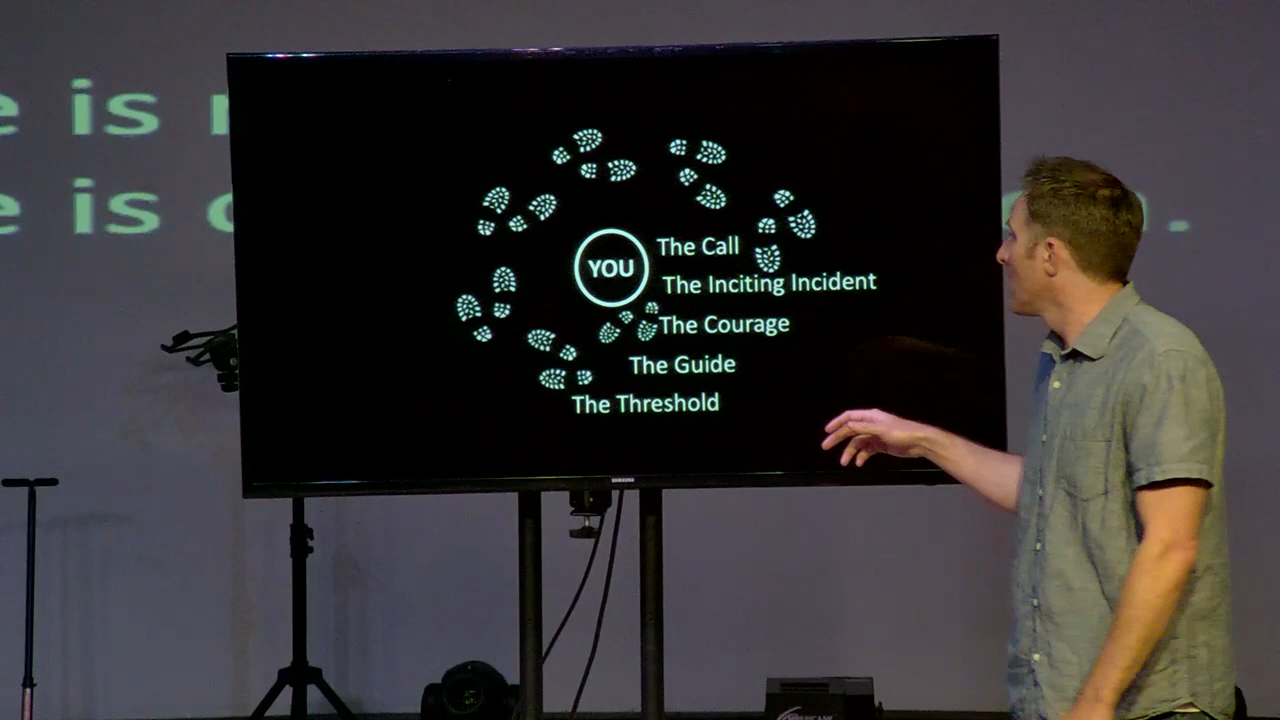 e is
e is
YOU
The Call
The Inciting Incident
The Courage
The Guide
The Threshold